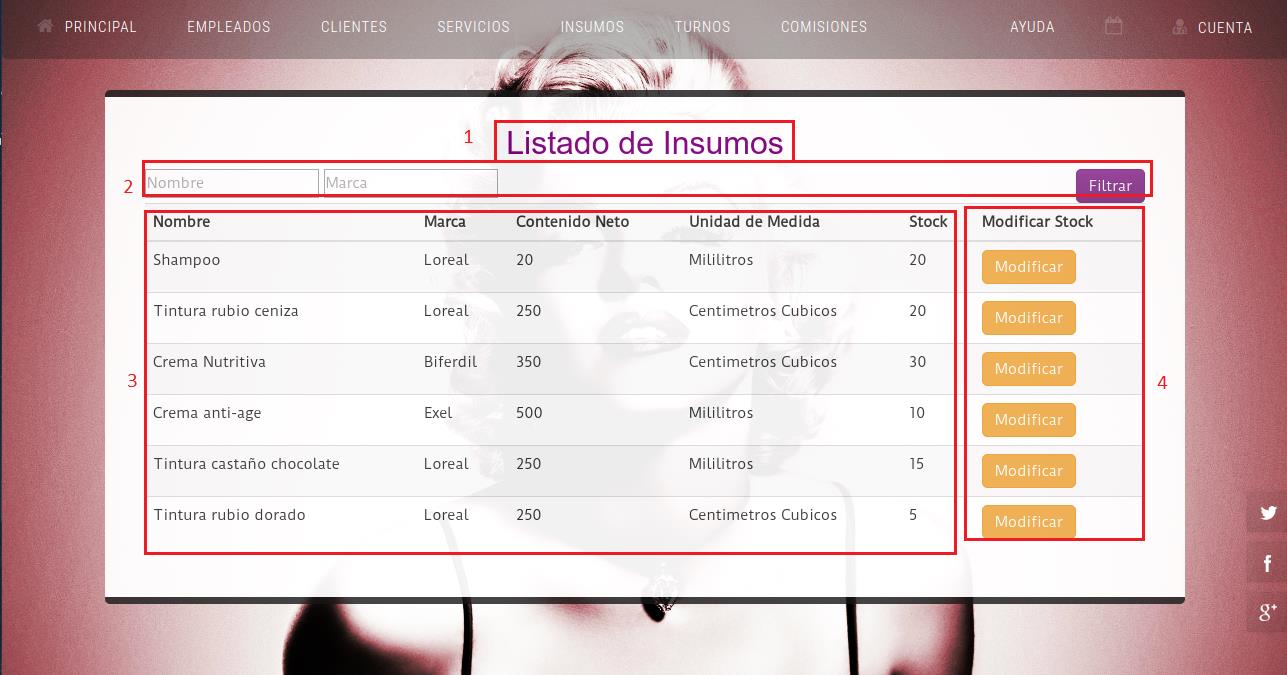 PRINCIPAL EMPLEADOS CLIENTES SERVICIOS INSUMOS TURNOS COMISIONES AYUDA CUENTA
1 Listado de Insumos
2 Nombre Marca Filtrar
Nombre Marca Contenido Neto Unidad de Medida Stock Modificar Stock
Shampoo Loreal 20 Mililitros 20 Modificar
Tintura rubio ceniza Loreal 250 Centimetros Cubicos 20 Modificar
Crema Nutritiva Biferdil 350 Centimetros Cubicos 30 Modificar
3 4
Crema anti-age Exel 500 Mililitros 10 Modificar
Tintura castaño chocolate Loreal 250 Mililitros 15 Modificar
Tintura rubio dorado Loreal 250 Centimetros Cubicos 5 Modificar
f
g+